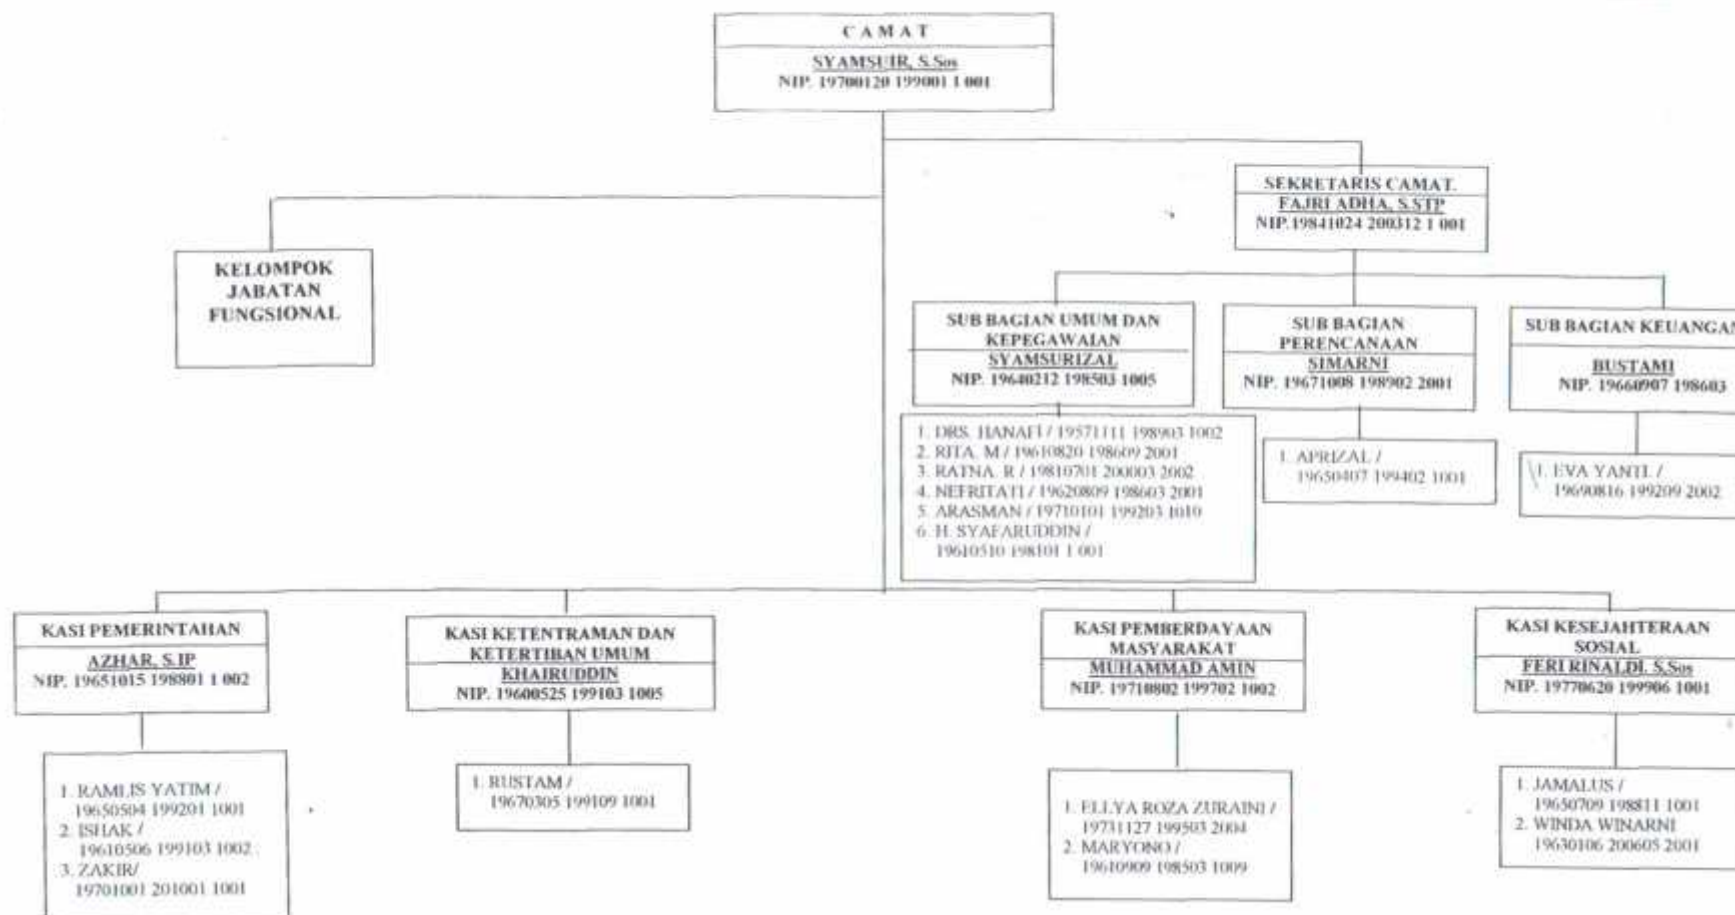 C A M A T
SYAMSUIR, S.Sos
NIP. 19700120 199001 1 001
SEKRETARIS CAMAT.
FAJRI ADHA, S.STP
NIP.19841024 200312 1 001
KELOMPOK
JABATAN
FUNGSIONAL
SUB BAGIAN UMUM DAN
KEPEGAWAIAN
SYAMSURIZAL
NIP. 19640212 198503 1005
SUB BAGIAN
PERENCANAAN
SIMARNI
NIP. 19671008 198902 2001
SUB BAGIAN KEUANGAN
BUSTAMI
NIP. 19660907 198603
1. DRS. HANAFI / 19571111 198903 1002
2. RITA. M / 19610820 198609 2001
3. RATNA. R / 19810701 200003 2002
4. NEFRITATI / 19620809 198603 2001
5. ARASMAN / 19710101 199203 1010
6. H. SYAFARUDDIN /
19610510 198101 1 001
1. APRIZAL /
19650407 199402 1001
1. EVA YANTI. /
19690816 199209 2002
KASI PEMERINTAHAN
AZHAR, S.IP
NIP. 19651015 198801 1 002
KASI KETENTRAMAN DAN
KETERTIBAN UMUM
KHAIRUDDIN
NIP. 19600525 199103 1005
KASI PEMBERDAYAAN
MASYARAKAT
MUHAMMAD AMIN
NIP. 19710802 199702 1002
KASI KESEJAHTERAAN
SOSIAL
FERI RINALDI. S,Sos
NIP. 19770620 199906 1001
1. RAMLIS YATIM /
19650504 199201 1001
2. ISHAK /
19610506 199103 1002
3. ZAKIR/
19701001 201001 1001
1. RUSTAM /
19670305 199109 1001
1. ELLYA ROZA ZURAINI /
19731127 199503 2004
2. MARYONO /
19610909 198503 1009
1. JAMALUS /
19650709 198811 1001
2. WINDA WINARNI
19630106 200605 2001